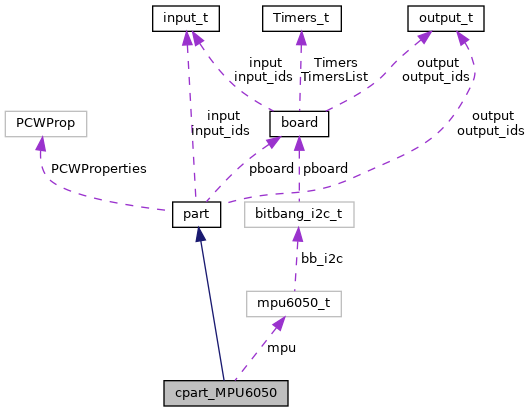 input_t
Timers_t
output_t
input
input_ids
Timers
TimersList
output
output_ids
PCWProp
input
input_ids
board
output
output_ids
PCWProperties
pboard
pboard
part
bitbang_i2c_t
bb_i2c
mpu6050_t
mpu
cpart_MPU6050